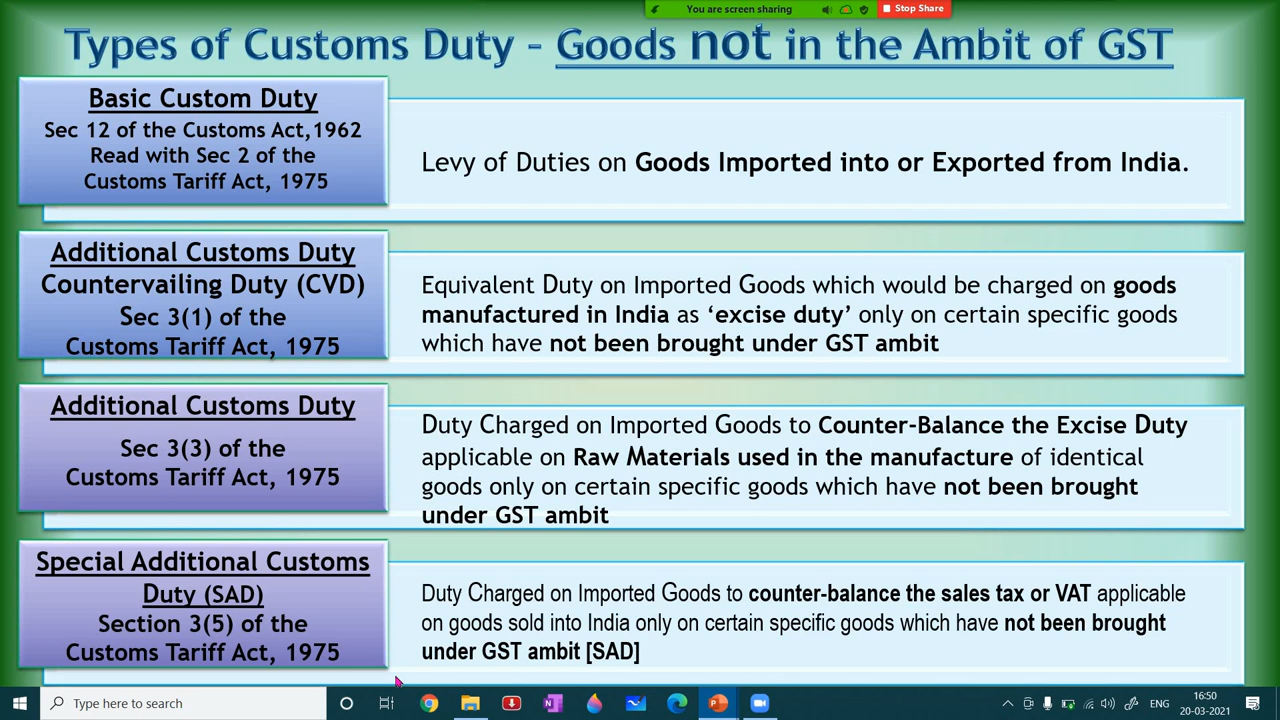 You are screen sharing
Stop Share
Types of Customs Duty – Goods not in the Ambit of GST
Basic Custom Duty
Sec 12 of the Customs Act,1962
Read with Sec 2 of the
Customs Tariff Act, 1975
Levy of Duties on Goods Imported into or Exported from India.
Additional Customs Duty
Countervailing Duty (CVD)
Sec 3(1) of the
Customs Tariff Act, 1975
Equivalent Duty on Imported Goods which would be charged on goods
manufactured in India as ‘excise duty’ only on certain specific goods
which have not been brought under GST ambit
Additional Customs Duty
Sec 3(3) of the
Customs Tariff Act, 1975
Duty Charged on Imported Goods to Counter-Balance the Excise Duty
applicable on Raw Materials used in the manufacture of identical
goods only on certain specific goods which have not been brought
under GST ambit
Special Additional Customs
Duty (SAD)
Section 3(5) of the
Customs Tariff Act, 1975
Duty Charged on Imported Goods to counter-balance the sales tax or VAT applicable
on goods sold into India only on certain specific goods which have not been brought
under GST ambit [SAD]
Type here to search
ENG
16:50
20-03-2021